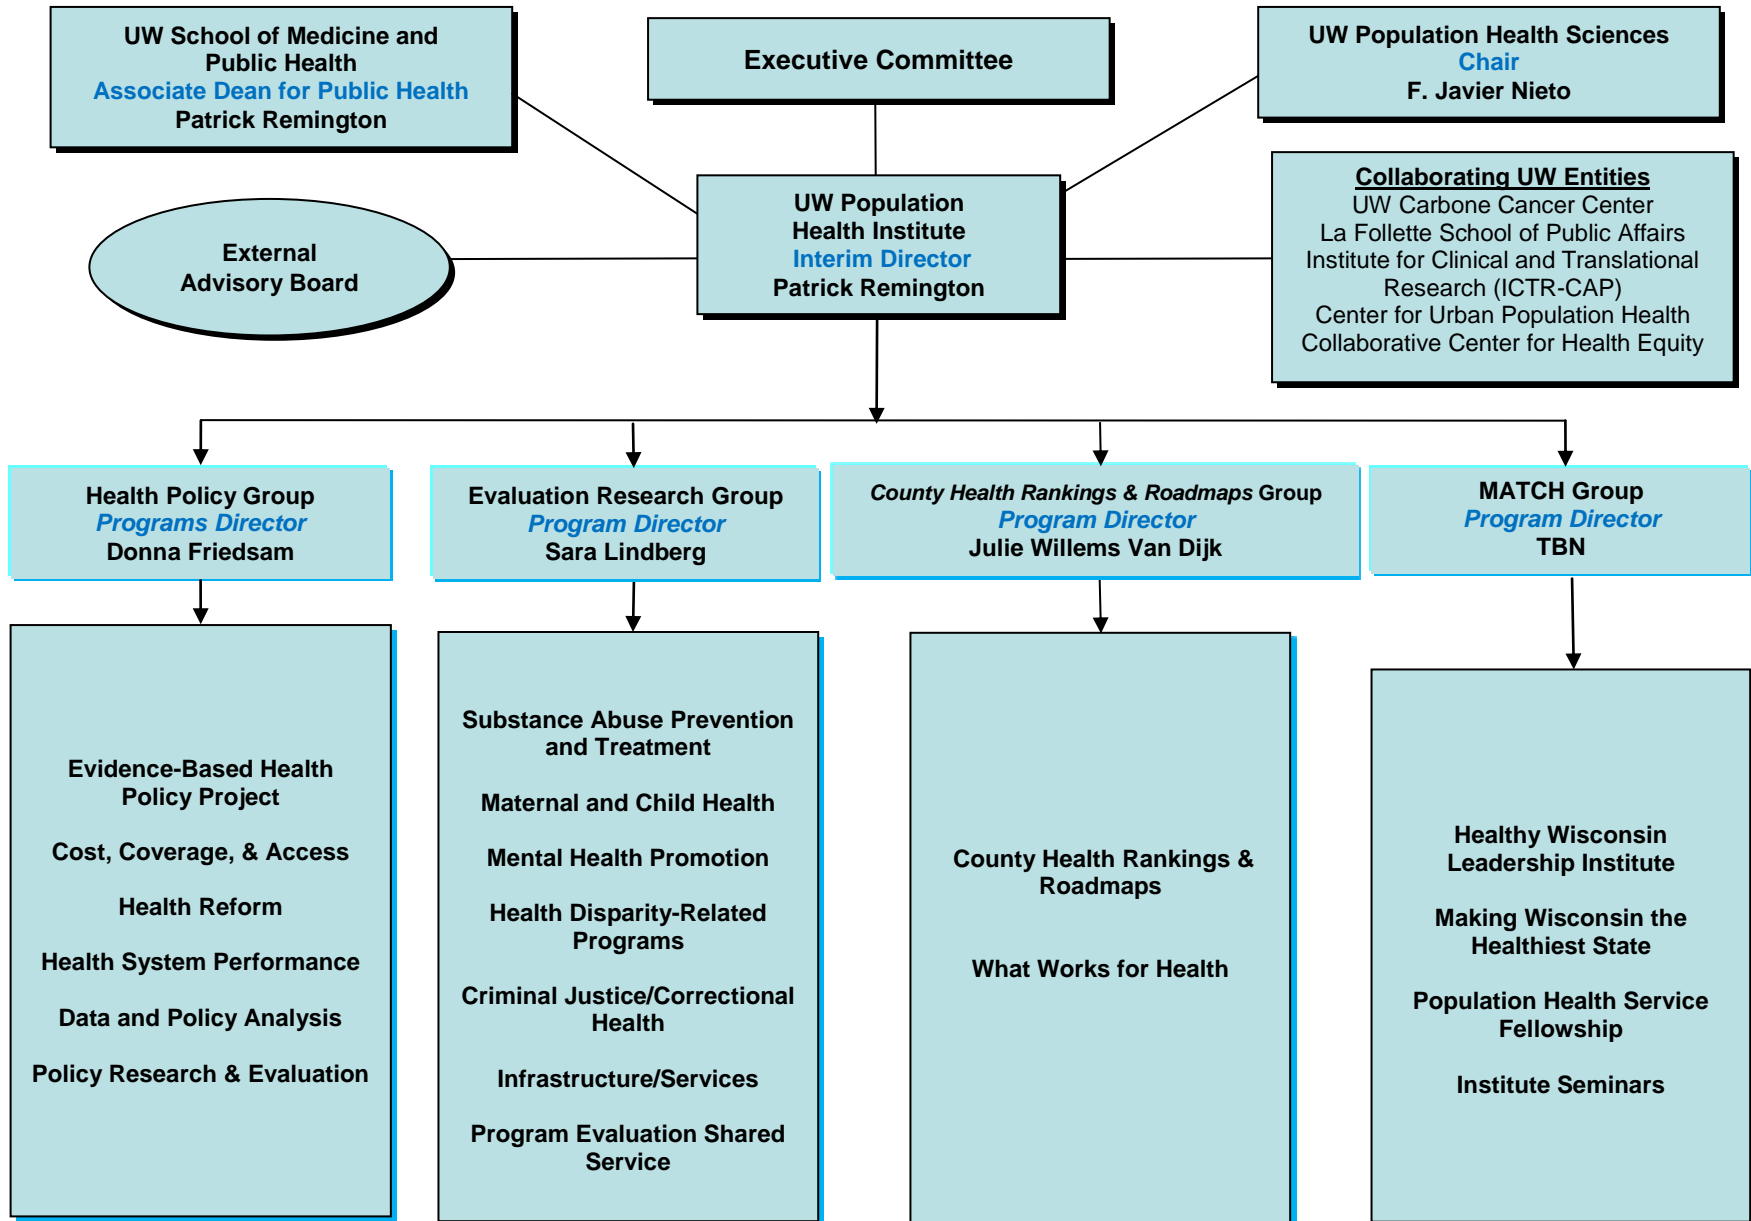 UW School of Medicine and
Public Health
Associate Dean for Public Health
Patrick Remington
Executive Committee
UW Population Health Sciences
Chair
F. Javier Nieto
External
Advisory Board
UW Population
Health Institute
Interim Director
Patrick Remington
Collaborating UW Entities
UW Carbone Cancer Center
La Follette School of Public Affairs
Institute for Clinical and Translational
Research (ICTR-CAP)
Center for Urban Population Health
Collaborative Center for Health Equity
Health Policy Group
Programs Director
Donna Friedsam
Evaluation Research Group
Program Director
Sara Lindberg
County Health Rankings & Roadmaps Group
Program Director
Julie Willems Van Dijk
MATCH Group
Program Director
TBN
Evidence-Based Health
Policy Project
Cost, Coverage, & Access
Health Reform
Health System Performance
Data and Policy Analysis
Policy Research & Evaluation
Substance Abuse Prevention
and Treatment
Maternal and Child Health
Mental Health Promotion
Health Disparity-Related
Programs
Criminal Justice/Correctional
Health
Infrastructure/Services
Program Evaluation Shared
Service
County Health Rankings &
Roadmaps
What Works for Health
Healthy Wisconsin
Leadership Institute
Making Wisconsin the
Healthiest State
Population Health Service
Fellowship
Institute Seminars